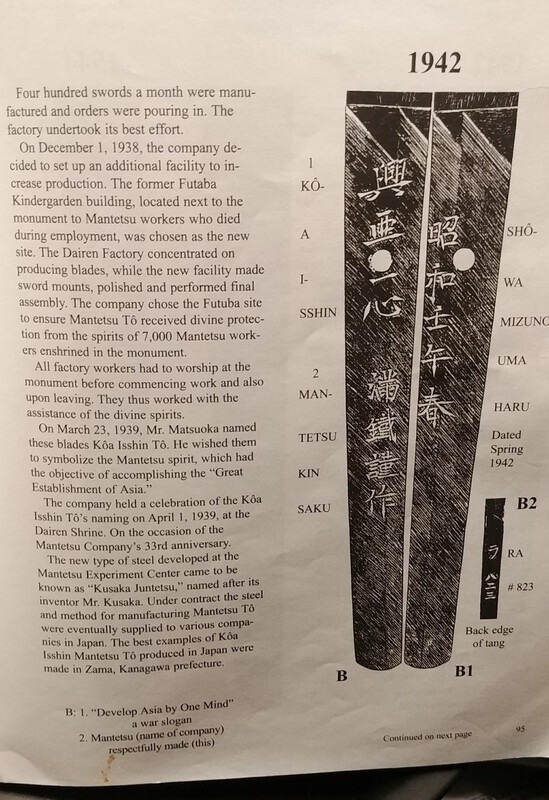 Four hundred swords a month were manu-
factured and orders were pouring in. The
factory undertook its best effort.
On December 1, 1938, the company de-
cided to set up an additional facility to in-
crease production. The former Futaba
Kindergarden building, located next to the
monument to Mantetsu workers who died
during employment, was chosen as the new
site. The Dairen Factory concentrated on
producing blades, while the new facility made
sword mounts, polished and performed final
assembly. The company chose the Futuba site
to ensure Mantetsu Tô received divine protec-
tion from the spirits of 7,000 Mantetsu work-
ers enshrined in the monument.
All factory workers had to worship at the
monument before commencing work and also
upon leaving. They thus worked with the
assistance of the divine spirits.
On March 23, 1939, Mr. Matsuoka named
these blades Kôa Isshin Tô. He wished them
to symbolize the Mantetsu spirit, which had
the objective of accomplishing the “Great
Establishment of Asia.”
The company held a celebration of the Kôa
Isshin Tô's naming on April 1, 1939, at the
Dairen Shrine. On the occasion of the
Mantetsu Company's 33rd anniversary.
The new type of steel developed at the
Mantetsu Experiment Center came to be
known as “Kusaka Juntetsu,” named after its
inventor Mr. Kusaka. Under contract the steel
and method for manufacturing Mantetsu Tô
were eventually supplied to various compa-
nies in Japan. The best examples of Kôa
Isshin Mantetsu Tô produced in Japan were
made in Zama, Kanagawa prefecture.
B: 1. “Develop Asia by One Mind”
a war slogan
2. Mantetsu (name of company)
respectfully made (this)
1942
1
KÔ-
A
I-
SSHIN
2
MAN-
TETSU
KIN
SAKU
興亜一心
満鐵謹作
B
昭和壬午春
B1
SHÔ-
WA
MIZUNO
UMA
HARU
Dated
Spring
1942
B2
ラ
八二三
RA
# 823
Back edge
of tang
Continued on next page
95